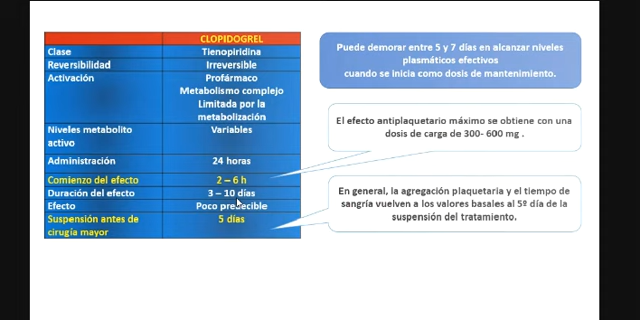 CLOPIDOGREL
Clase Tienopiridina
Reversibilidad Irreversible
Activación Profármaco
Metabolismo complejo
Limitada por la
metabolización
Niveles metabolito Variables
activo
Administración 24 horas
Comienzo del efecto 2 – 6 h
Duración del efecto 3 – 10 días
Efecto Poco predecible
Suspensión antes de 5 días
cirugía mayor
Puede demorar entre 5 y 7 días en alcanzar niveles
plasmáticos efectivos
cuando se inicia como dosis de mantenimiento.
El efecto antiplaquetario máximo se obtiene con una
dosis de carga de 300- 600 mg .
En general, la agregación plaquetaria y el tiempo de
sangría vuelven a los valores basales al 5º día de la
suspensión del tratamiento.